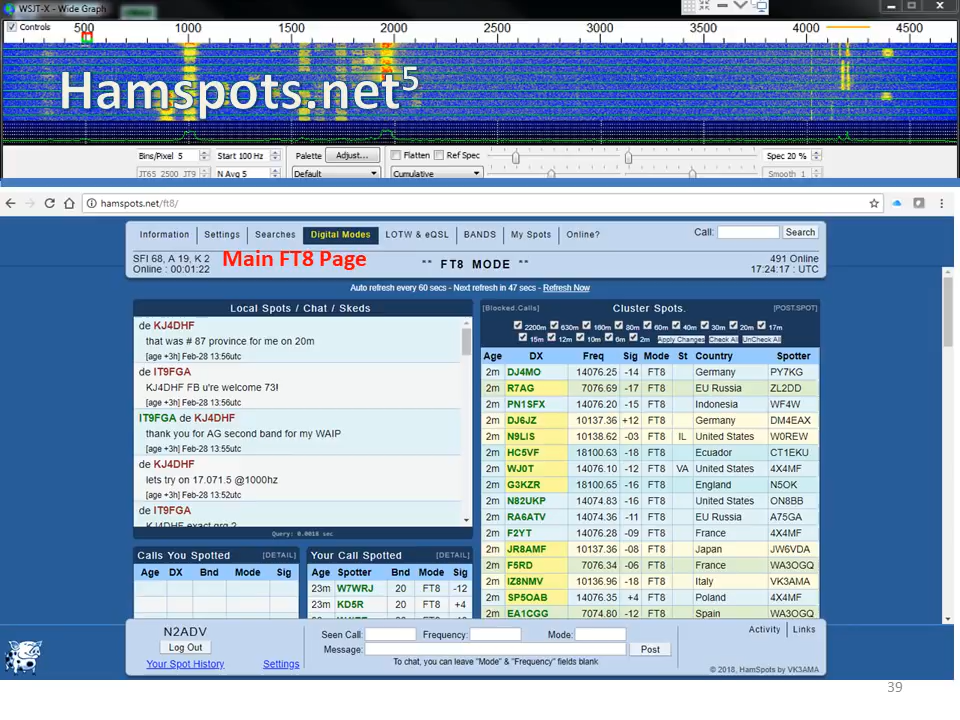 WSJT-X - Wide Graph
Controls
500 1000 1500 2000 2500 3000 3500 4000 4500
Hamspots.net5
Bins/Pixel 5 Start 100 Hz Palette Adjust... Flatten Ref Spec Spec 20 %
JT65 2500 JT9 N Avg 5 Default Cumulative Smooth 1
hamspots.net/ft8/
Information Settings Searches Digital Modes LOTW & eQSL BANDS My Spots Online? Call: Search
SFI 68, A 19, K 2
Online : 00:01:22
Main FT8 Page
"" FT8 MODE ""
491 Online
17:24:17 : UTC
Auto refresh every 60 secs - Next refresh in 47 secs - Refresh Now
Local Spots / Chat / Skeds
de KJ4DHF
that was # 87 province for me on 20m
[age +3h] Feb-28 13:56utc
de IT9FGA
KJ4DHF FB u're welcome 73!
[age +3h] Feb-28 13:56utc
IT9FGA de KJ4DHF
thank you for AG second band for my WAIP
[age +3h] Feb-28 13:55utc
de KJ4DHF
lets try on 17.071.5 @1000hz
[age +3h] Feb-28 13:52utc
de IT9FGA
KJ4DHF exact grg 2
Query: 0.0018 sec
[Blocked.Calls] Cluster Spots. [POST.SPOT]
2200m 630m 160m 80m 60m 40m 30m 20m 17m
15m 12m 10m 6m 2m Apply Changes Check All UnCheck All
Age DX Freq Sig Mode St Country Spotter
2m DJ4MO 14076.25 -14 FT8 Germany PY7KG
2m R7AG 7076.69 -17 FT8 EU Russia ZL2DD
2m PN1SFX 14076.20 -15 FT8 Indonesia WF4W
2m DJ6JZ 10137.36 +12 FT8 Germany DM4EAX
2m N9LIS 10138.62 -03 FT8 IL United States W0REW
2m HC5VF 18100.63 -18 FT8 Ecuador CT1EKU
2m WJ0T 14076.10 -12 FT8 VA United States 4X4MF
2m G3KZR 18100.65 -16 FT8 England N5OK
2m N82UKP 14074.83 -16 FT8 United States ON8BB
2m RA6ATV 14074.36 -11 FT8 EU Russia A75GA
2m F2YT 14076.28 -09 FT8 France 4X4MF
2m JR8AMF 10137.36 -08 FT8 Japan JW6VDA
2m F5RD 7076.34 -06 FT8 France WA3OGQ
2m IZ8NMV 10136.96 -18 FT8 Italy VK3AMA
2m SP5OAB 14076.35 +4 FT8 Poland 4X4MF
2m EA1CGG 7074.80 -12 FT8 Spain WA3OGQ
Calls You Spotted [DETAIL]
Age DX Bnd Mode Sig
Your Call Spotted [DETAIL]
Age Spotter Bnd Mode Sig
23m W7WRJ 20 FT8 -12
23m KD5R 20 FT8 +4
N2ADV
Log Out
Your Spot History Settings
Seen Call: Frequency: Mode:
Message: Post
To chat, you can leave "Mode" & "Frequency" fields blank
Activity Links
© 2018, HamSpots by VK3AMA
39